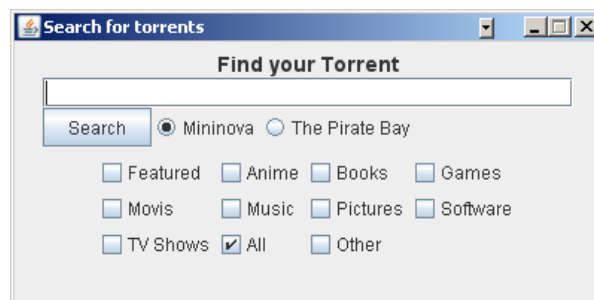 Search for torrents
Find your Torrent
Search Mininova The Pirate Bay
Featured Anime Books Games
Movis Music Pictures Software
TV Shows All Other